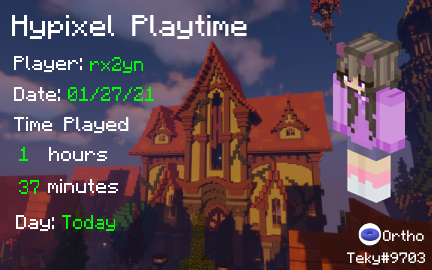 Hypixel Playtime
Player: rx2yn
Date: 01/27/21
Time Played
1 hours
37 minutes
Day: Today
Ortho
Teky#9703